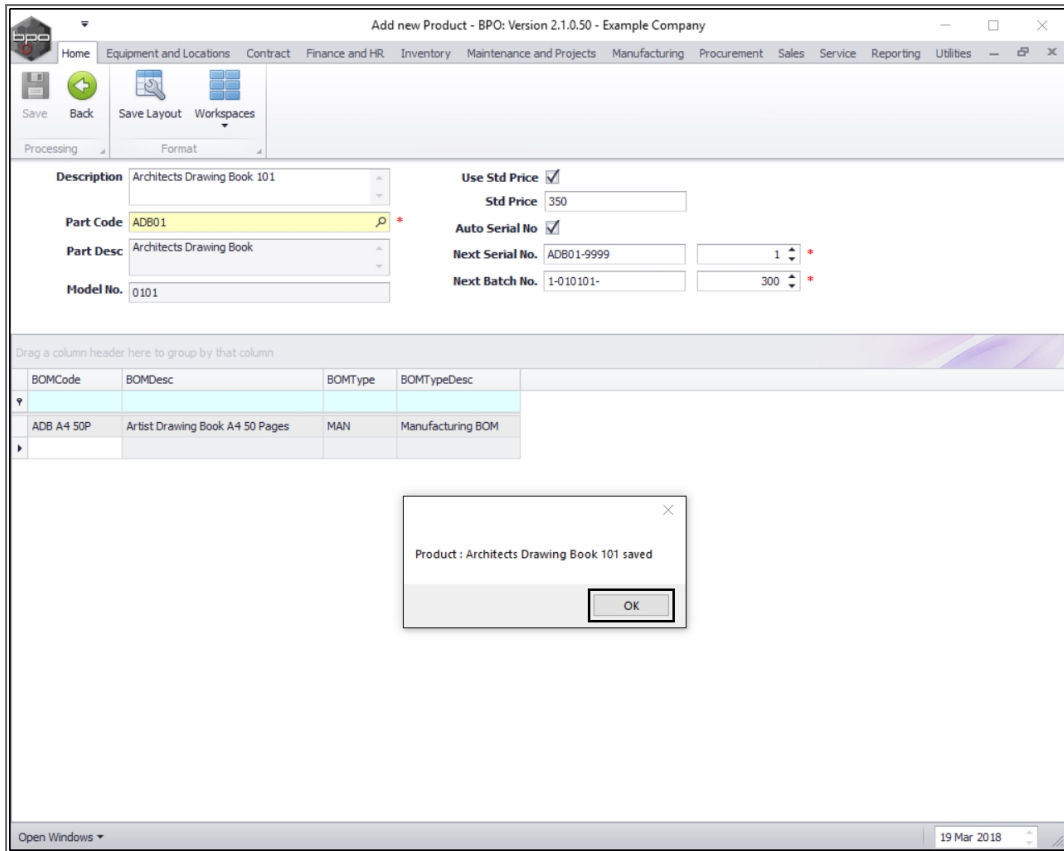 bpo
Add new Product - BPO: Version 2.1.0.50 - Example Company
Home Equipment and Locations Contract Finance and HR Inventory Maintenance and Projects Manufacturing Procurement Sales Service Reporting Utilities
Save Back Save Layout Workspaces
Processing Format
Description Architects Drawing Book 101 Use Std Price
Std Price 350
Part Code ADB01 * Auto Serial No
Part Desc Architects Drawing Book Next Serial No. ADB01-9999 1 *
Model No. 0101 Next Batch No. 1-010101- 300 *
Drag a column header here to group by that column
BOMCode BOMDesc BOMType BOMTypeDesc
ADB A4 50P Artist Drawing Book A4 50 Pages MAN Manufacturing BOM
Product : Architects Drawing Book 101 saved
OK
Open Windows 19 Mar 2018